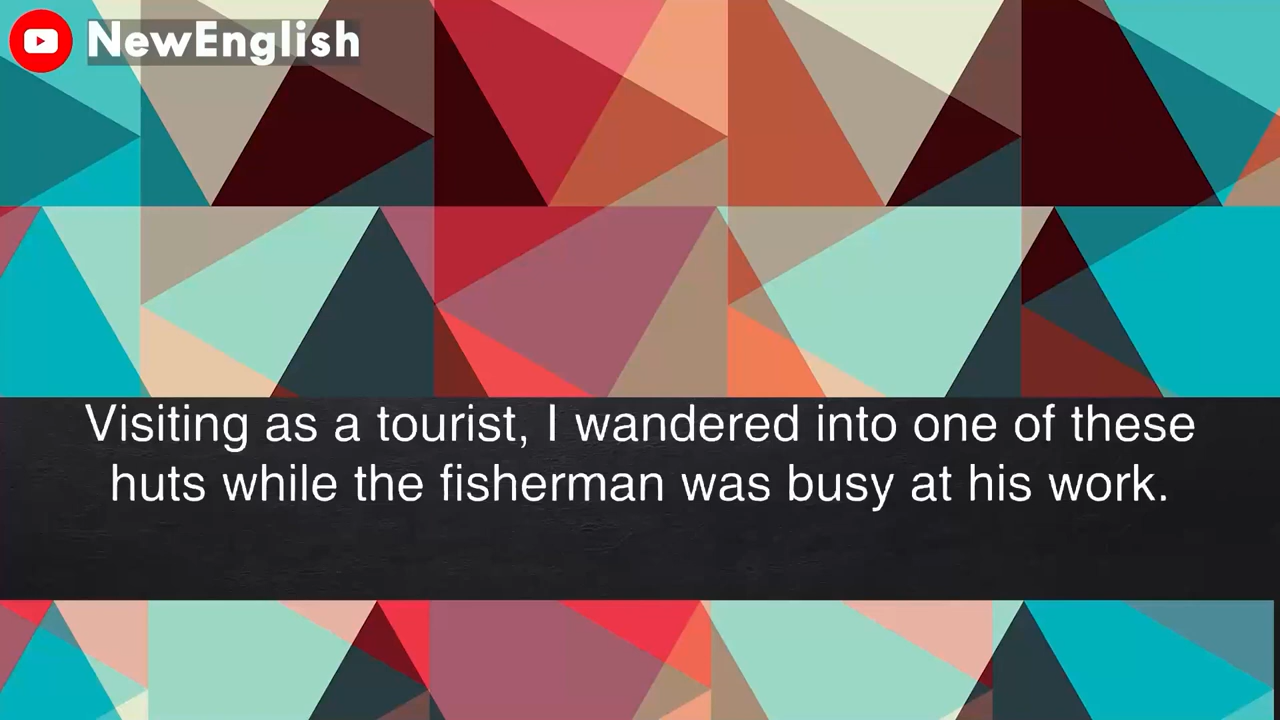 NewEnglish
Visiting as a tourist, I wandered into one of these
huts while the fisherman was busy at his work.